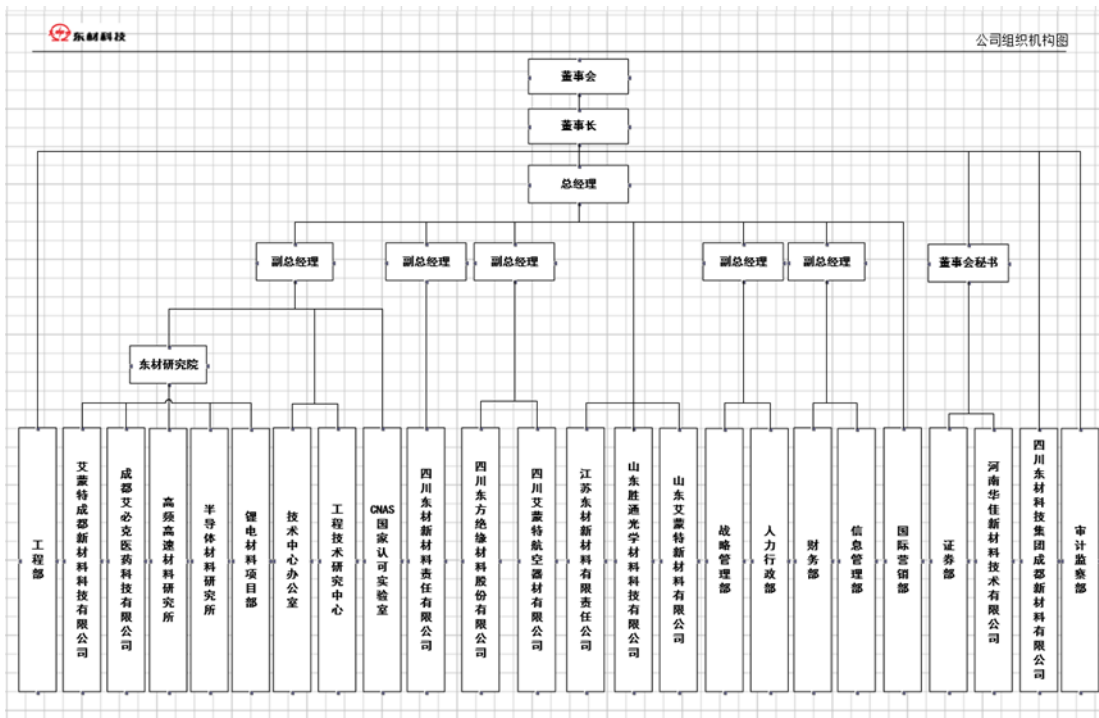 东材科技
公司组织机构图
董事会
董事长
总经理
副总经理
副总经理
副总经理
副总经理
副总经理
董事会秘书
东材研究院
工程部
艾蒙特成都新材料科技有限公司
成都艾必克医药科技有限公司
高频高速材料研究所
半导体材料研究所
锂电材料项目部
技术中心办公室
工程技术研究中心
CNAS国家认可实验室
四川东材新材料责任有限公司
四川东方绝缘材料股份有限公司
四川艾蒙特航空器材有限公司
江苏东材新材料有限责任公司
山东胜通光学材料科技有限公司
山东艾蒙特新材料有限公司
战略管理部
人力行政部
财务部
信息管理部
国际营销部
证券部
河南华佳新材料技术有限公司
四川东材科技集团成都新材料有限公司
审计监察部